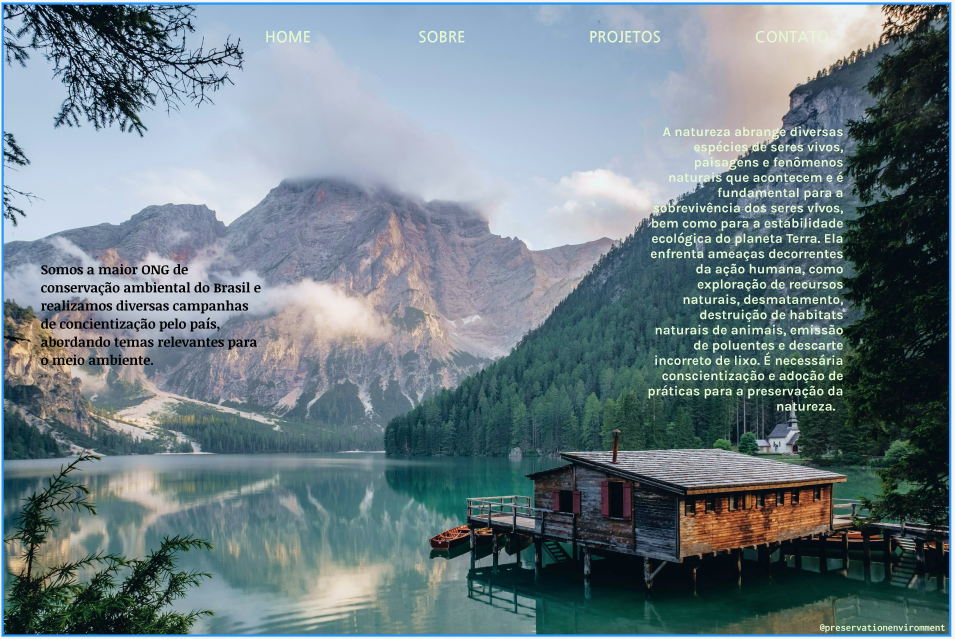 HOME SOBRE PROJETOS CONTATO
A natureza abrange diversas
espécies de seres vivos,
paisagens e fenômenos
naturais que acontecem e é
fundamental para a
sobrevivência dos seres vivos,
bem como para a estabilidade
ecológica do planeta Terra. Ela
enfrenta ameaças decorrentes
da ação humana, como
exploração de recursos
naturais, desmatamento,
destruição de habitats
naturais de animais, emissão
de poluentes e descarte
incorreto de lixo. É necessária
conscientização e adoção de
práticas para a preservação da
natureza.
Somos a maior ONG de
conservação ambiental do Brasil e
realizamos diversas campanhas
de concientização pelo país,
abordando temas relevantes para
o meio ambiente.
@preservationenviromment